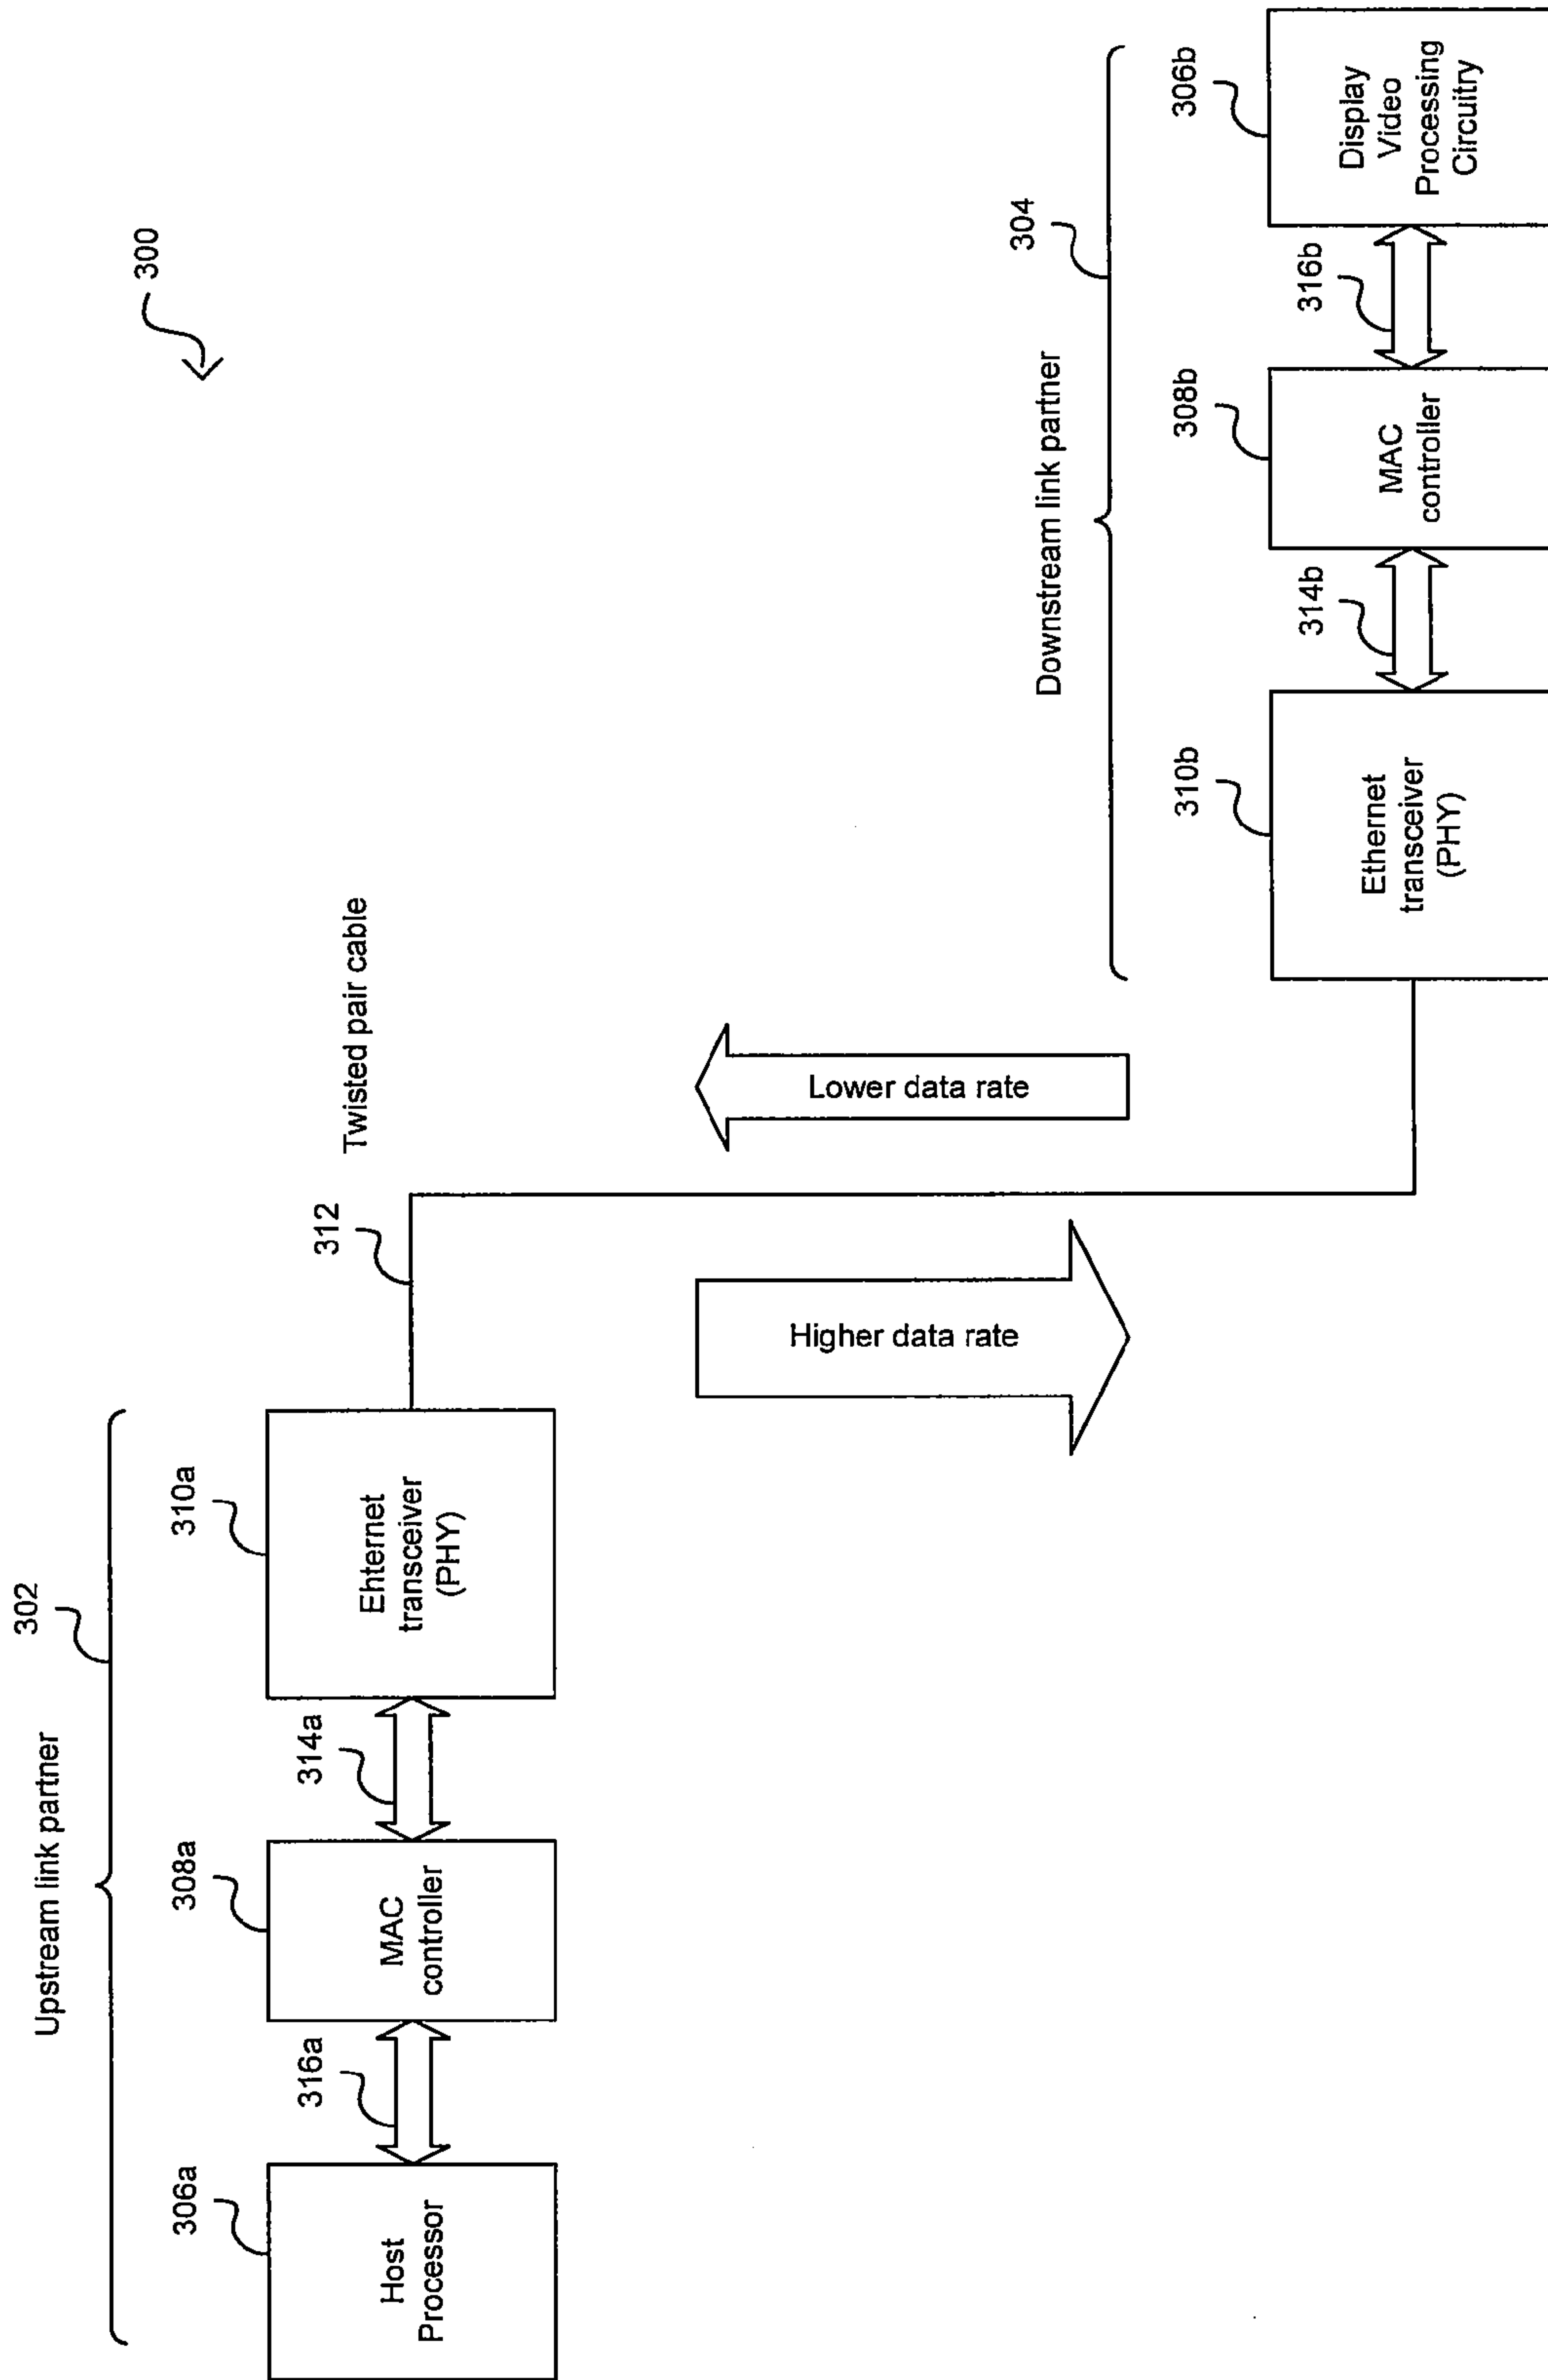 300
Upstream link partner
302
306a
Host
Processor
316a
308a
MAC
controller
314a
310a
Ehternet
transceiver
(PHY)
312
Twisted pair cable
Higher data rate
Lower data rate
Downstream link partner
304
310b
Ethernet
transceiver
(PHY)
314b
308b
MAC
controller
316b
306b
Display
Video
Processing
Circuitry